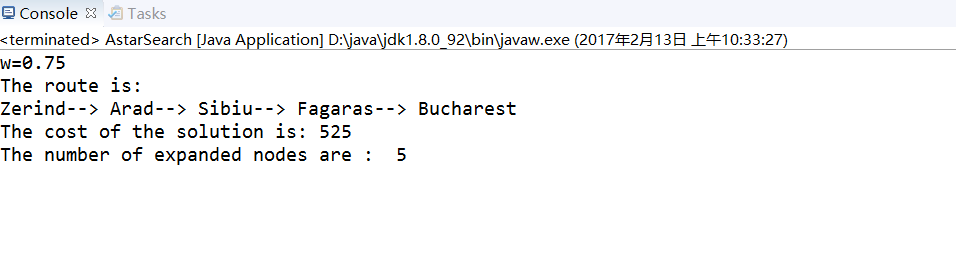 Console Tasks
<terminated> AstarSearch [Java Application] D:\java\jdk1.8.0_92\bin\javaw.exe (2017年2月13日 上午10:33:27)
w=0.75
The route is:
Zerind--> Arad--> Sibiu--> Fagaras--> Bucharest
The cost of the solution is: 525
The number of expanded nodes are :  5